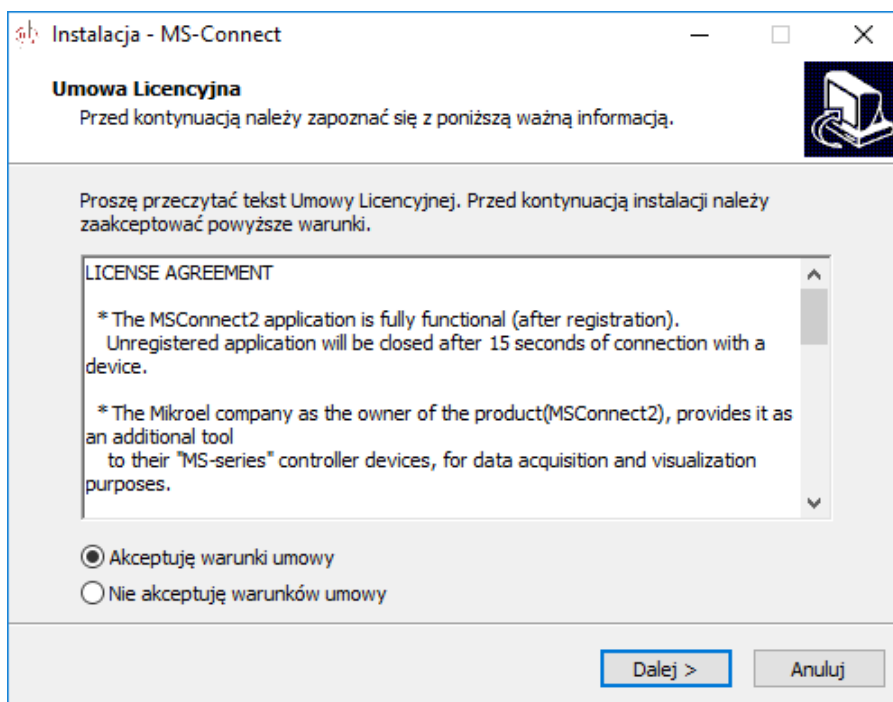 Instalacja - MS-Connect
Umowa Licencyjna
Przed kontynuacją należy zapoznać się z poniższą ważną informacją.
Proszę przeczytać tekst Umowy Licencyjnej. Przed kontynuacją instalacji należy
zaakceptować powyższe warunki.
LICENSE AGREEMENT
* The MSConnect2 application is fully functional (after registration).
Unregistered application will be closed after 15 seconds of connection with a
device.
* The Mikroel company as the owner of the product(MSConnect2), provides it as
an additional tool
to their "MS-series" controller devices, for data acquisition and visualization
purposes.
Akceptuję warunki umowy
Nie akceptuję warunków umowy
Dalej >
Anuluj